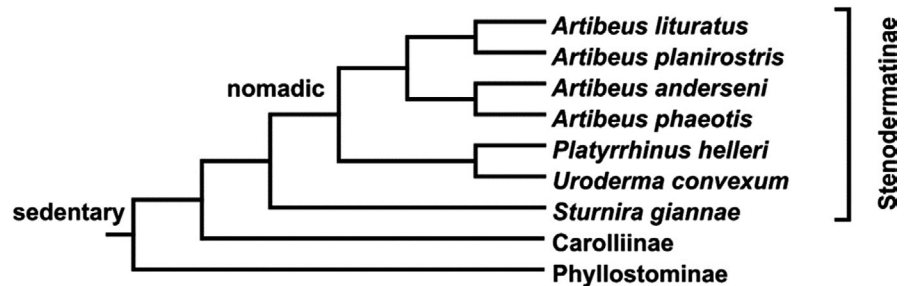 Artibeus lituratus
Artibeus planirostris
Artibeus anderseni
nomadic
Artibeus phaeotis
Platyrrhinus helleri
Uroderma convexum
Sturnira giannae
sedentary
Carolliinae
Phyllostominae
Stenodermatinae